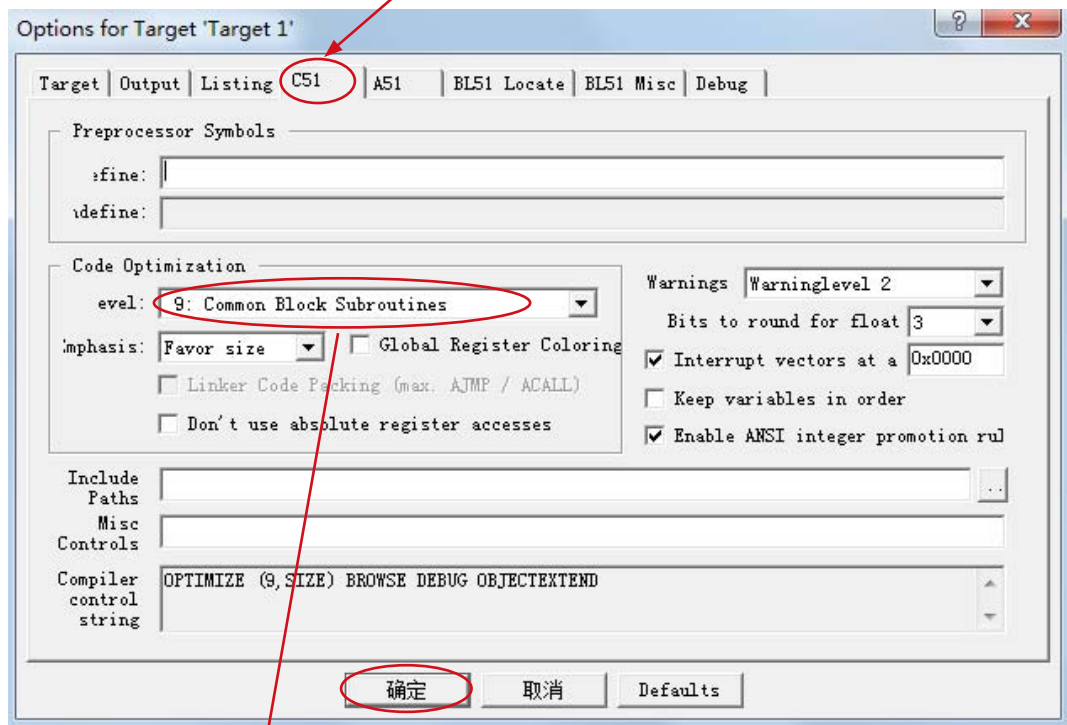 Options for Target 'Target 1'
Target Output Listing C51 A51 BL51 Locate BL51 Misc Debug
Preprocessor Symbols
efine:
define:
Code Optimization
evel: 9: Common Block Subroutines
Warnings Warninglevel 2
Bits to round for float 3
mphasis: Favor size Global Register Coloring
Interrupt vectors at a 0x0000
Linker Code Packing (max. AJMP / ACALL)
Keep variables in order
Don't use absolute register accesses
Enable ANSI integer promotion rul
Include Paths
..
Misc Controls
Compiler control string
OPTIMIZE (9,SIZE) BROWSE DEBUG OBJECTEXTEND
确定 取消 Defaults